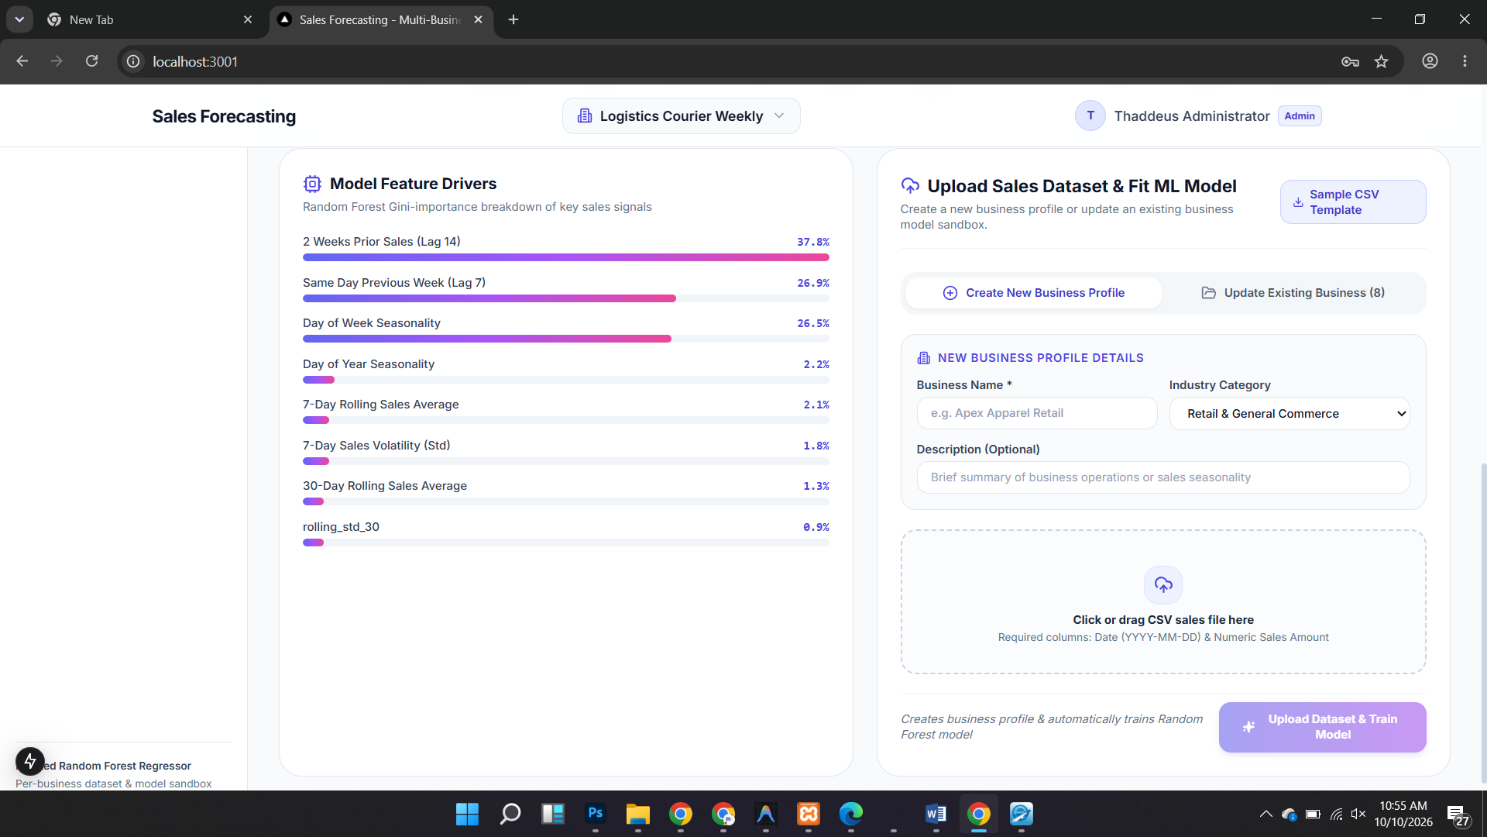 New Tab
Sales Forecasting - Multi-Busin
localhost:3001
Sales Forecasting
Logistics Courier Weekly
T
Thaddeus Administrator
Admin
Model Feature Drivers
Random Forest Gini-importance breakdown of key sales signals
2 Weeks Prior Sales (Lag 14)
37.8%
Same Day Previous Week (Lag 7)
26.9%
Day of Week Seasonality
26.5%
Day of Year Seasonality
2.2%
7-Day Rolling Sales Average
2.1%
7-Day Sales Volatility (Std)
1.8%
30-Day Rolling Sales Average
1.3%
rolling_std_30
0.9%
Upload Sales Dataset & Fit ML Model
Create a new business profile or update an existing business
model sandbox.
Sample CSV
Template
Create New Business Profile
Update Existing Business (8)
NEW BUSINESS PROFILE DETAILS
Business Name *
Industry Category
e.g. Apex Apparel Retail
Retail & General Commerce
Description (Optional)
Brief summary of business operations or sales seasonality
Click or drag CSV sales file here
Required columns: Date (YYYY-MM-DD) & Numeric Sales Amount
Creates business profile & automatically trains Random
Forest model
Upload Dataset & Train
Model
ed Random Forest Regressor
Per-business dataset & model sandbox
Ps
10:55 AM
10/10/2026
27